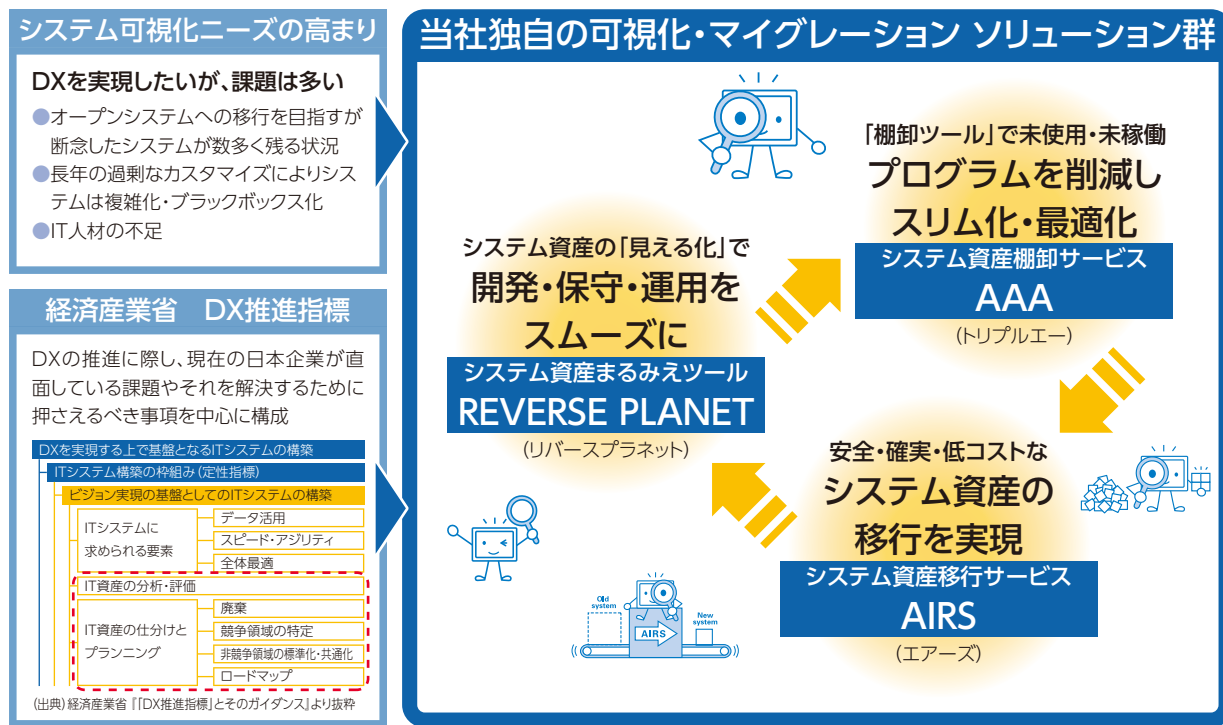 システム可視化ニーズの高まり
DXを実現したいが、課題は多い
●オープンシステムへの移行を目指すが
断念したシステムが数多く残る状況
●長年の過剰なカスタマイズによりシス
テムは複雑化・ブラックボックス化
●IT人材の不足
経済産業省 DX推進指標
DXの推進に際し、現在の日本企業が直
面している課題やそれを解決するために
押さえるべき事項を中心に構成
DXを実現する上で基盤となるITシステムの構築
ITシステム構築の枠組み(定性指標)
ビジョン実現の基盤としてのITシステムの構築
ITシステムに
求められる要素
データ活用
スピード・アジリティ
全体最適
IT資産の分析・評価
IT資産の仕分けと
プランニング
廃棄
競争領域の特定
非競争領域の標準化・共通化
ロードマップ
(出典)経済産業省『「DX推進指標」とそのガイダンス』より抜粋
当社独自の可視化・マイグレーション ソリューション群
システム資産の「見える化」で
開発・保守・運用を
スムーズに
システム資産まるみえツール
REVERSE PLANET
(リバースプラネット)
「棚卸ツール」で未使用・未稼働
プログラムを削減し
スリム化・最適化
システム資産棚卸サービス
AAA
(トリプルエー)
安全・確実・低コストな
システム資産の
移行を実現
システム資産移行サービス
AIRS
(エアーズ)
Old
system
AIRS
New
system